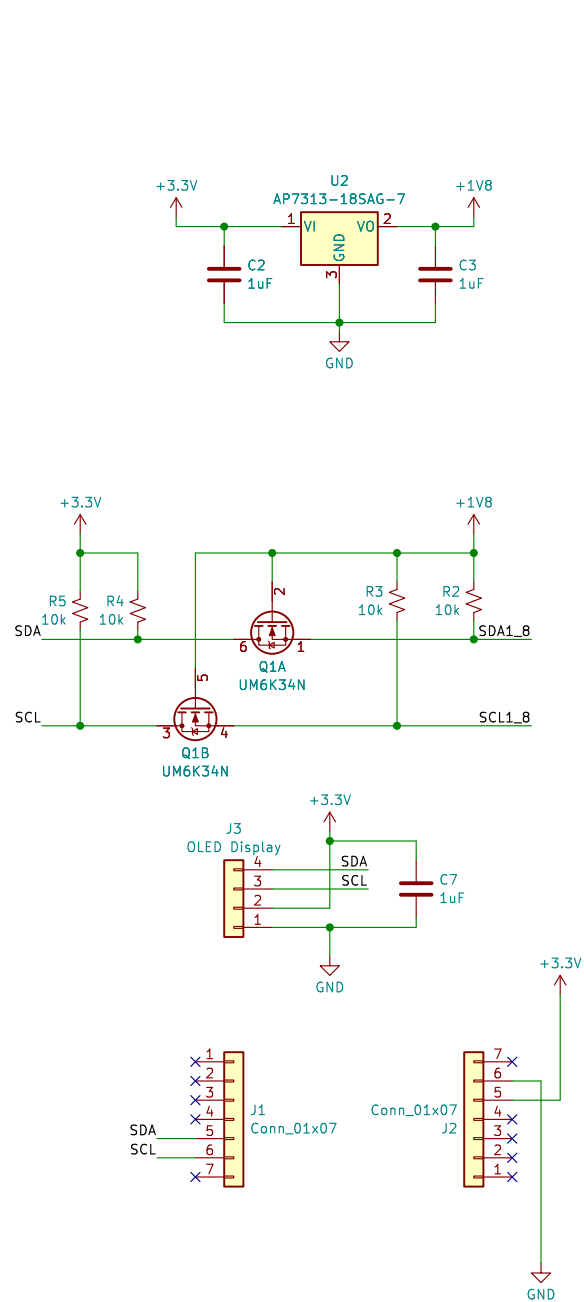 U2
AP7313-18SAG-7
+3.3V
+1V8
1
VI
VO
2
GND
3
C2
1uF
C3
1uF
GND
+3.3V
+1V8
R5
10k
R4
10k
2
R3
10k
R2
10k
SDA
6
1
SDA1_8
Q1A
UM6K34N
5
SCL
3
4
SCL1_8
Q1B
UM6K34N
+3.3V
J3
OLED Display
4
SDA
3
SCL
2
1
C7
1uF
GND
+3.3V
1
2
3
4
SDA
5
SCL
6
7
J1
Conn_01x07
7
6
5
4
3
2
1
Conn_01x07
J2
GND